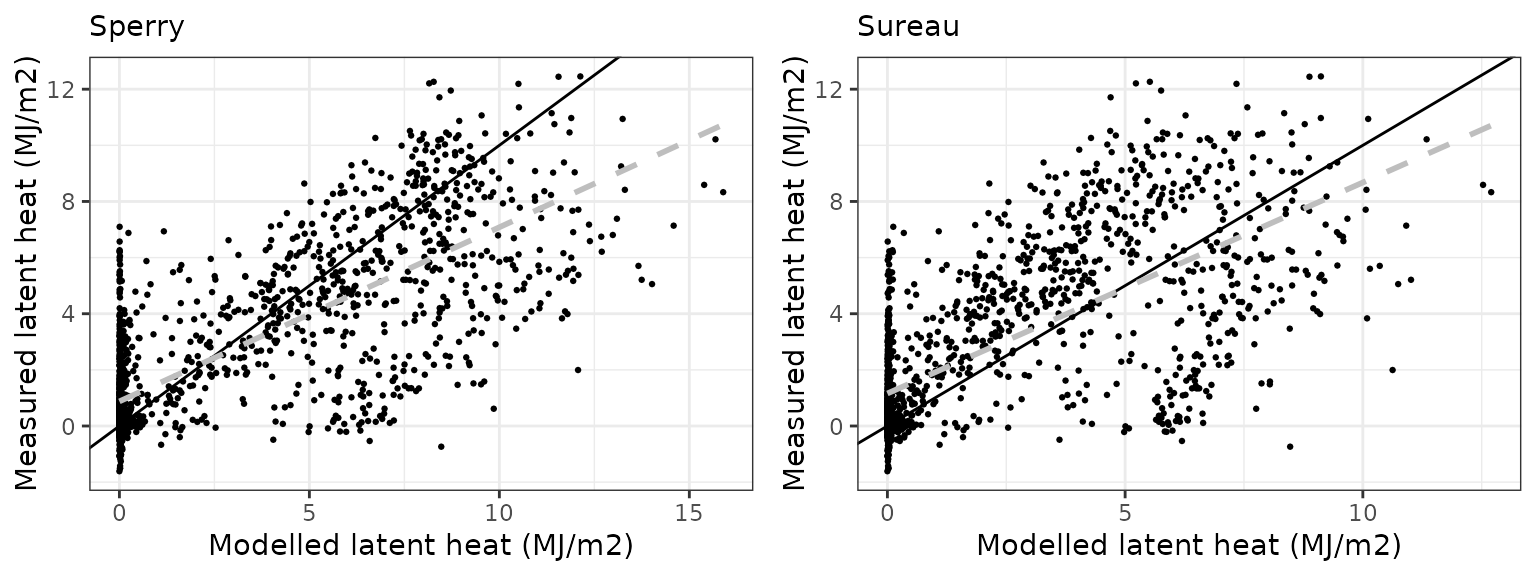 Sperry
Measured latent heat (MJ/m2)
12
8
4
0
0 5 10 15
Modelled latent heat (MJ/m2)
Sureau
Measured latent heat (MJ/m2)
12
8
4
0
0 5 10
Modelled latent heat (MJ/m2)